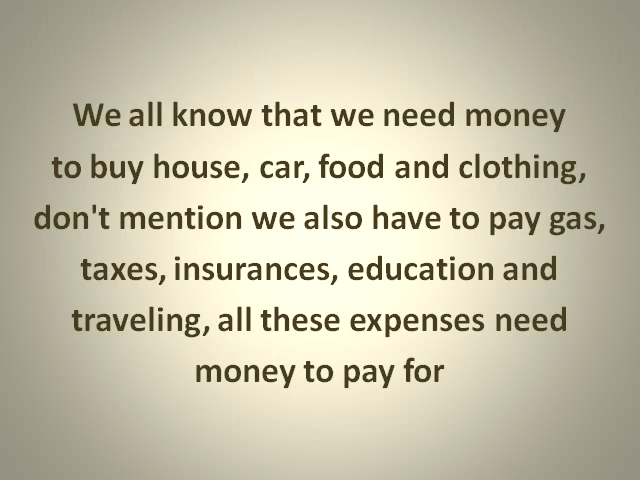 We all know that we need money
to buy house, car, food and clothing,
don't mention we also have to pay gas,
taxes, insurances, education and
traveling, all these expenses need
money to pay for